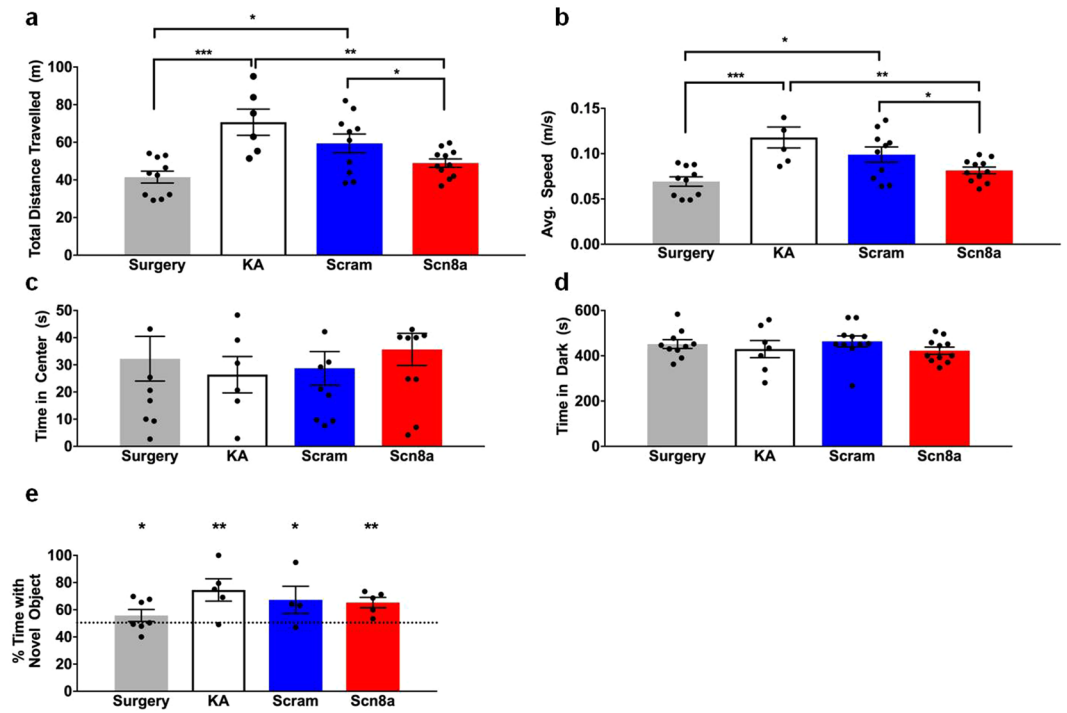 a
*
***
**
*
Total Distance Travelled (m)
100
80
60
40
20
0
Surgery KA Scram Scn8a
b
*
***
**
*
Avg. Speed (m/s)
0.15
0.10
0.05
0.00
Surgery KA Scram Scn8a
c
Time in Center (s)
50
40
30
20
10
0
Surgery KA Scram Scn8a
d
Time in Dark (s)
600
400
200
0
Surgery KA Scram Scn8a
e
* ** * **
% Time with
Novel Object
100
80
60
40
20
0
Surgery KA Scram Scn8a